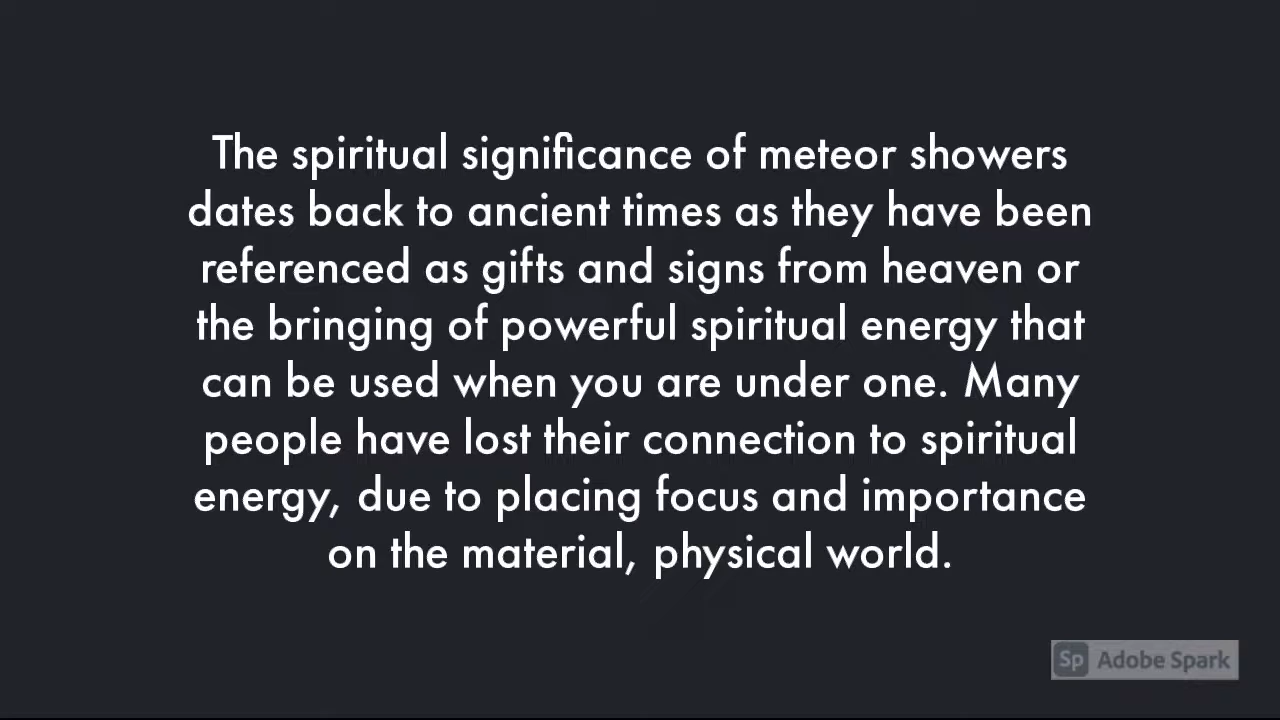 The spiritual significance of meteor showers
dates back to ancient times as they have been
referenced as gifts and signs from heaven or
the bringing of powerful spiritual energy that
can be used when you are under one. Many
people have lost their connection to spiritual
energy, due to placing focus and importance
on the material, physical world.
Sp Adobe Spark